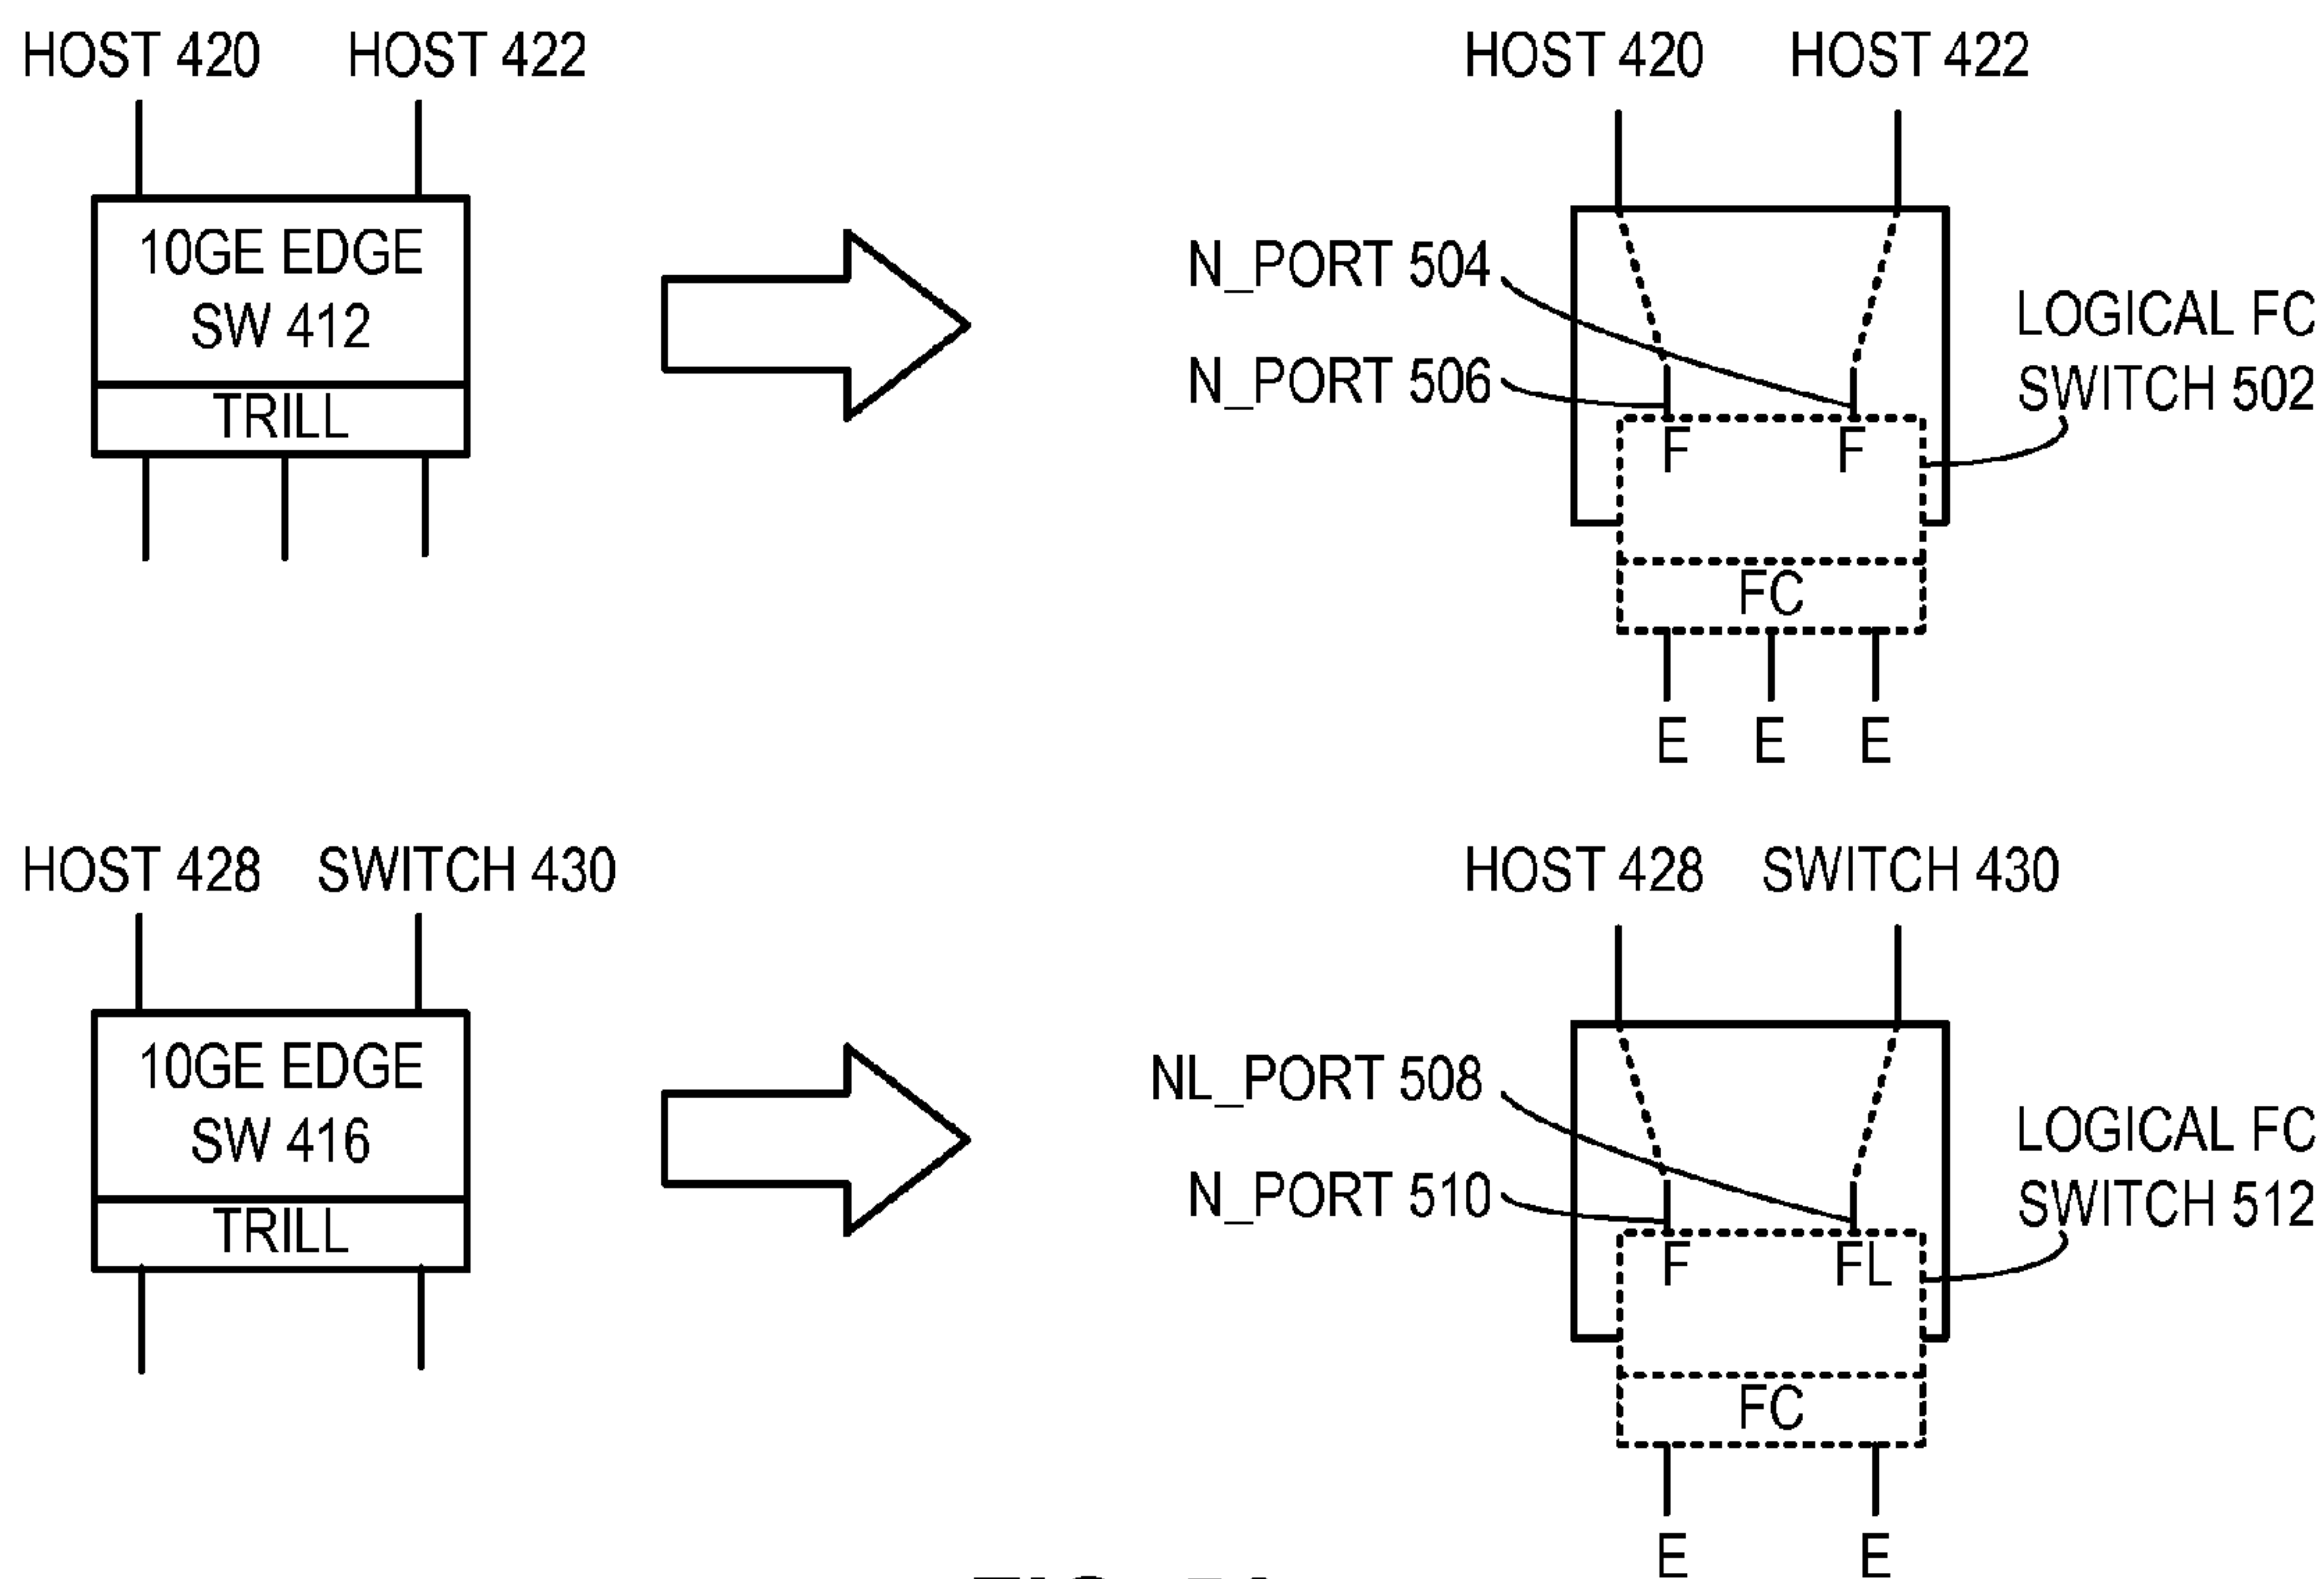 HOST 420 HOST 422
10GE EDGE
SW 412
TRILL
HOST 420 HOST 422
N_PORT 504
N_PORT 506
LOGICAL FC
SWITCH 502
F F
FC
E E E
HOST 428 SWITCH 430
10GE EDGE
SW 416
TRILL
HOST 428 SWITCH 430
NL_PORT 508
N_PORT 510
LOGICAL FC
SWITCH 512
F FL
FC
E E